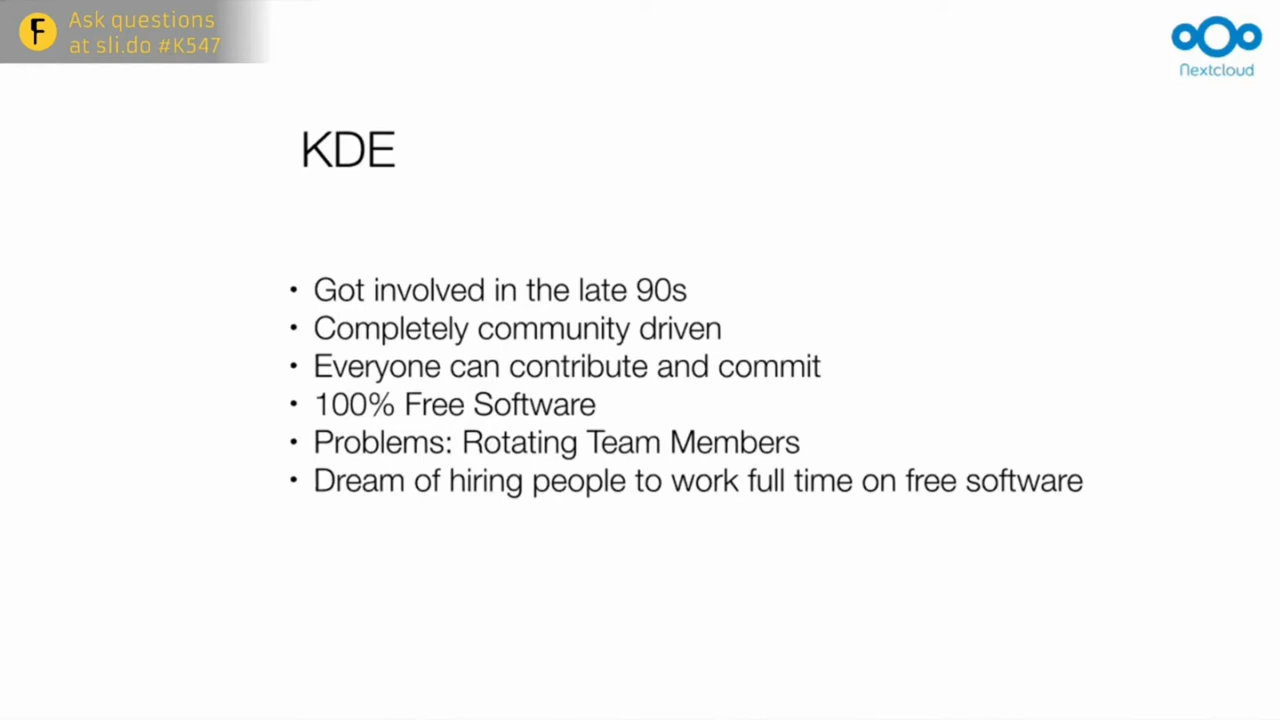 F
Ask questions
at sli.do #K547
Nextcloud
KDE
• Got involved in the late 90s
• Completely community driven
• Everyone can contribute and commit
• 100% Free Software
• Problems: Rotating Team Members
• Dream of hiring people to work full time on free software